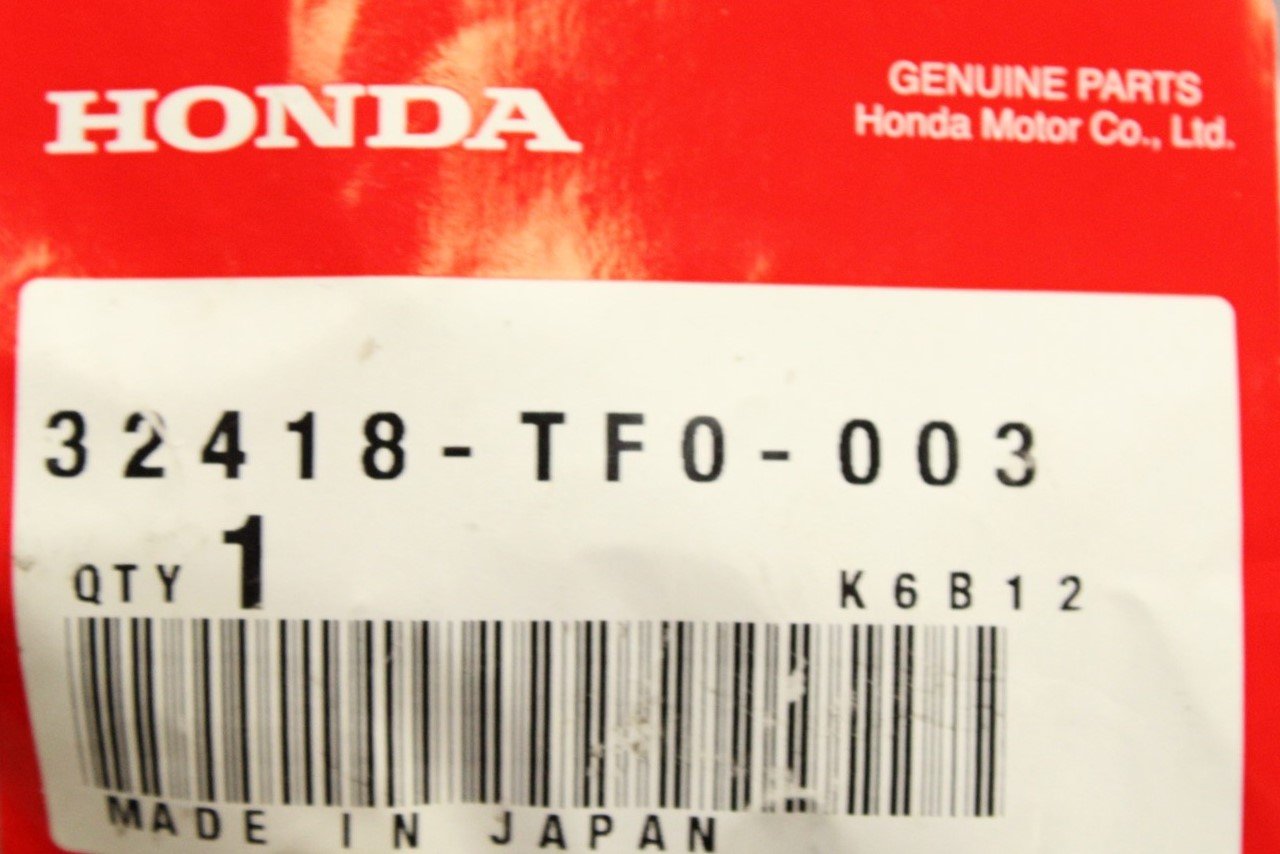 HONDA
GENUINE PARTS
Honda Motor Co., Ltd.
32418-TF0-003
QTY 1
K6B12
MADE IN JAPAN